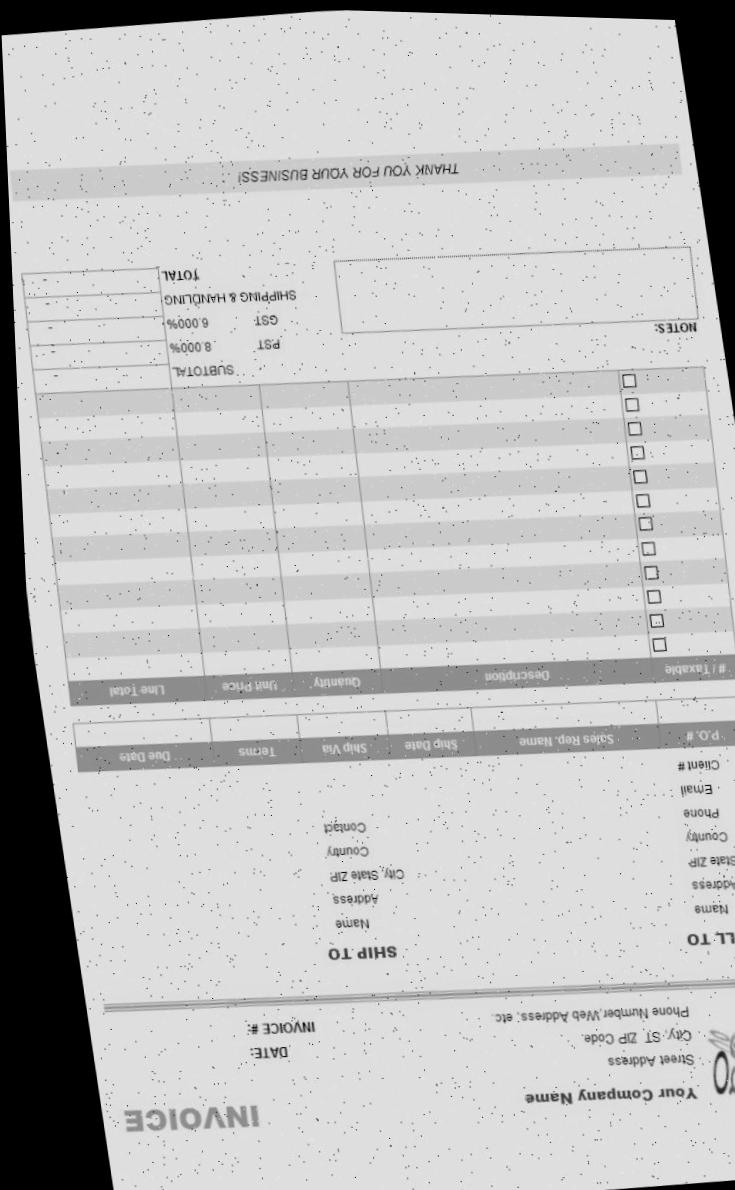 INVOICE
Your Company Name
Street Address
City, ST ZIP Code
Phone Number, Web Address, etc.
DATE:
INVOICE #:
LL TO
Name
Address
State ZIP
Country
Phone
Email
Client #
SHIP TO
Name
Address
City, State ZIP
Country
Contact
P.O. # Sales Rep. Name Ship Date Ship Via Terms Due Date
# / Taxable Description Quantity Unit Price Line Total
NOTES:
SUBTOTAL -
PST 8.000% -
GST 6.000% -
SHIPPING & HANDLING -
TOTAL -
THANK YOU FOR YOUR BUSINESS!